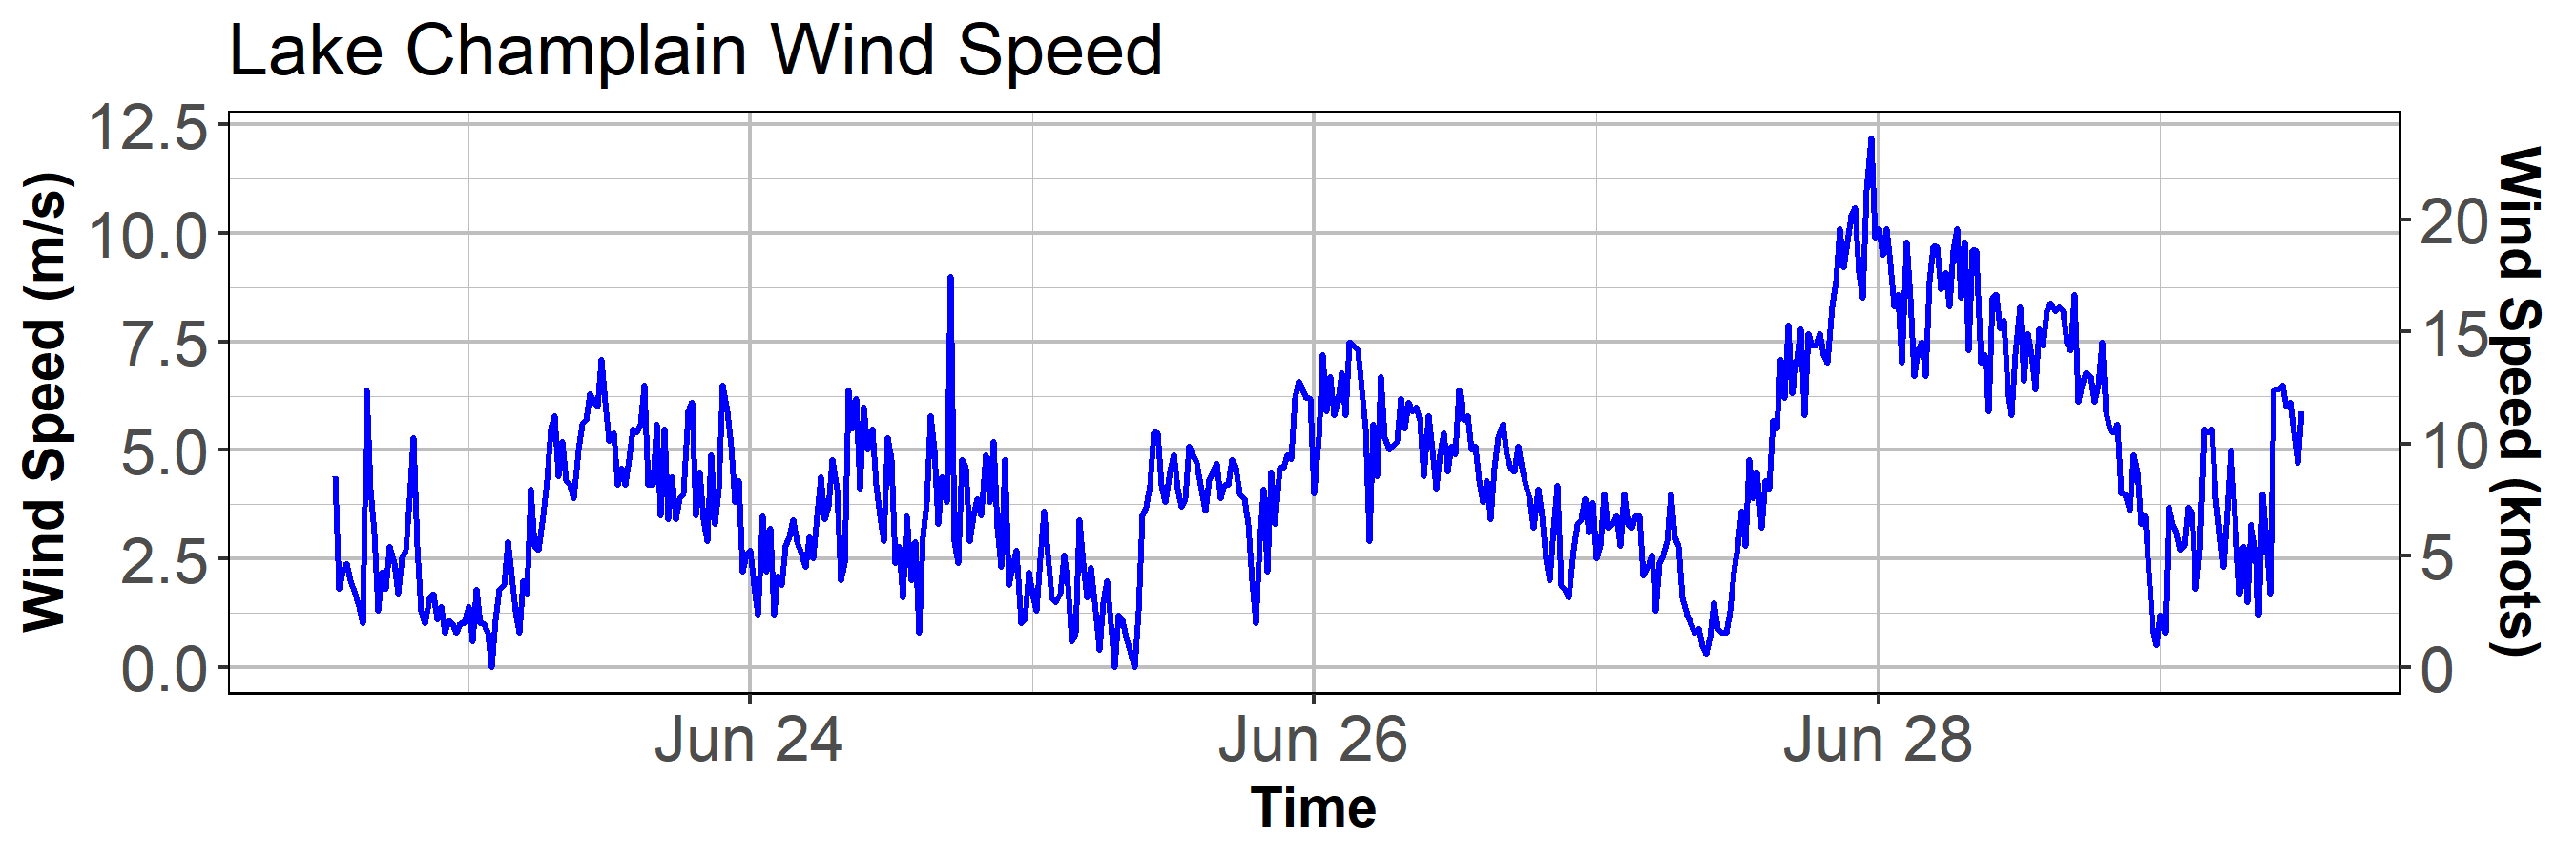 Lake Champlain Wind Speed
12.5
10.0
7.5
5.0
2.5
0.0
Wind Speed (m/s)
20
15
10
5
0
Wind Speed (knots)
Jun 24 Jun 26 Jun 28
Time